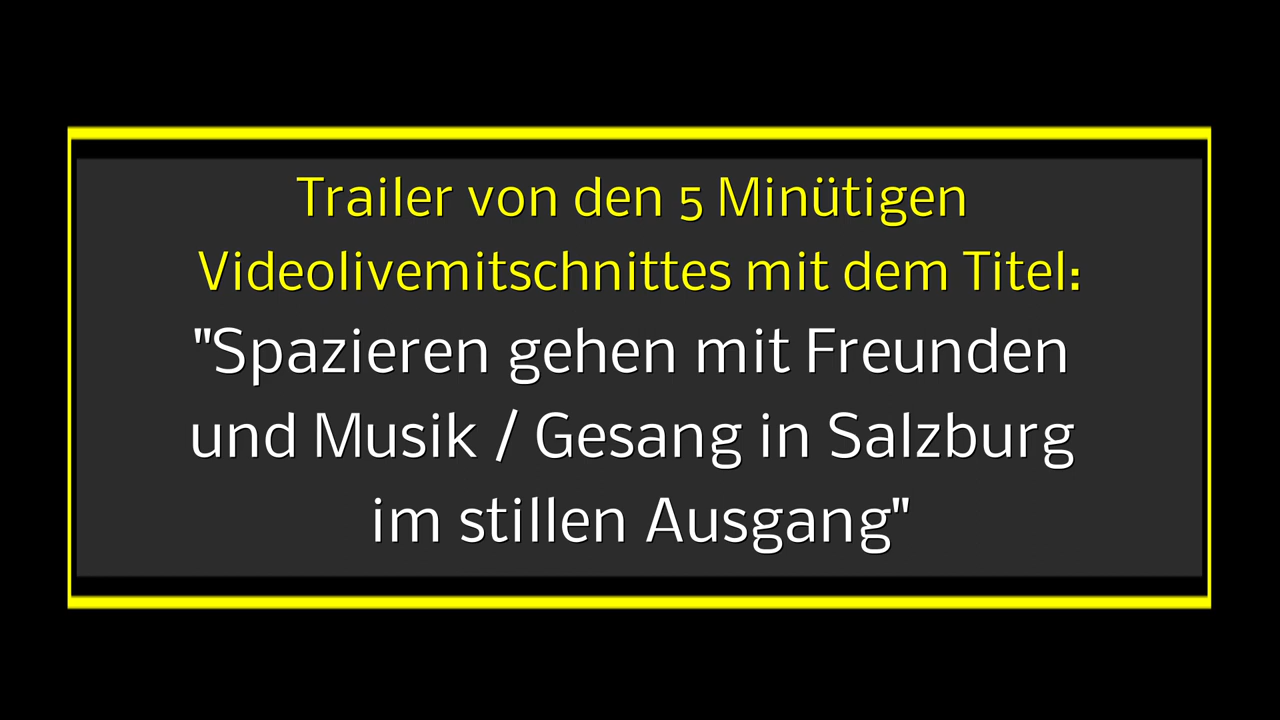 Trailer von den 5 Minütigen
Videolivemitschnittes mit dem Titel:
"Spazieren gehen mit Freunden
und Musik / Gesang in Salzburg
im stillen Ausgang"